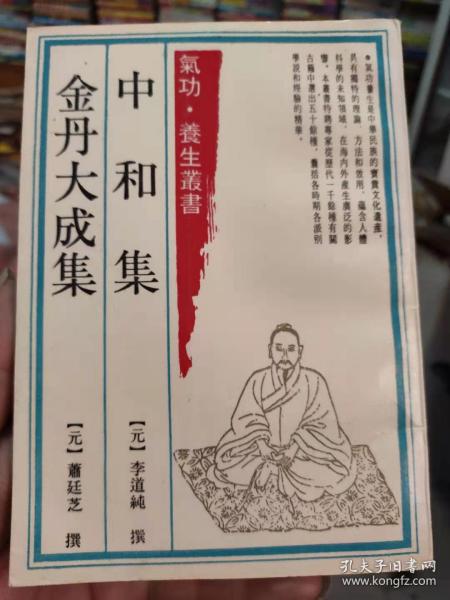 •氣功養生是中華民族的寶貴文化遺產，
具有獨特的理論、方法和效用，蘊含人體
科學的未知領域，在海內外産生廣泛的影
響。本叢書特聘專家從歷代一千餘種有關
古籍中選出五十餘種，囊括各時期各派别
學說和經驗的精華。
氣功·養生叢書
中和集
【元】李道純 撰
金丹大成集
【元】蕭廷芝 撰
孔夫子旧书网
www.kongfz.com